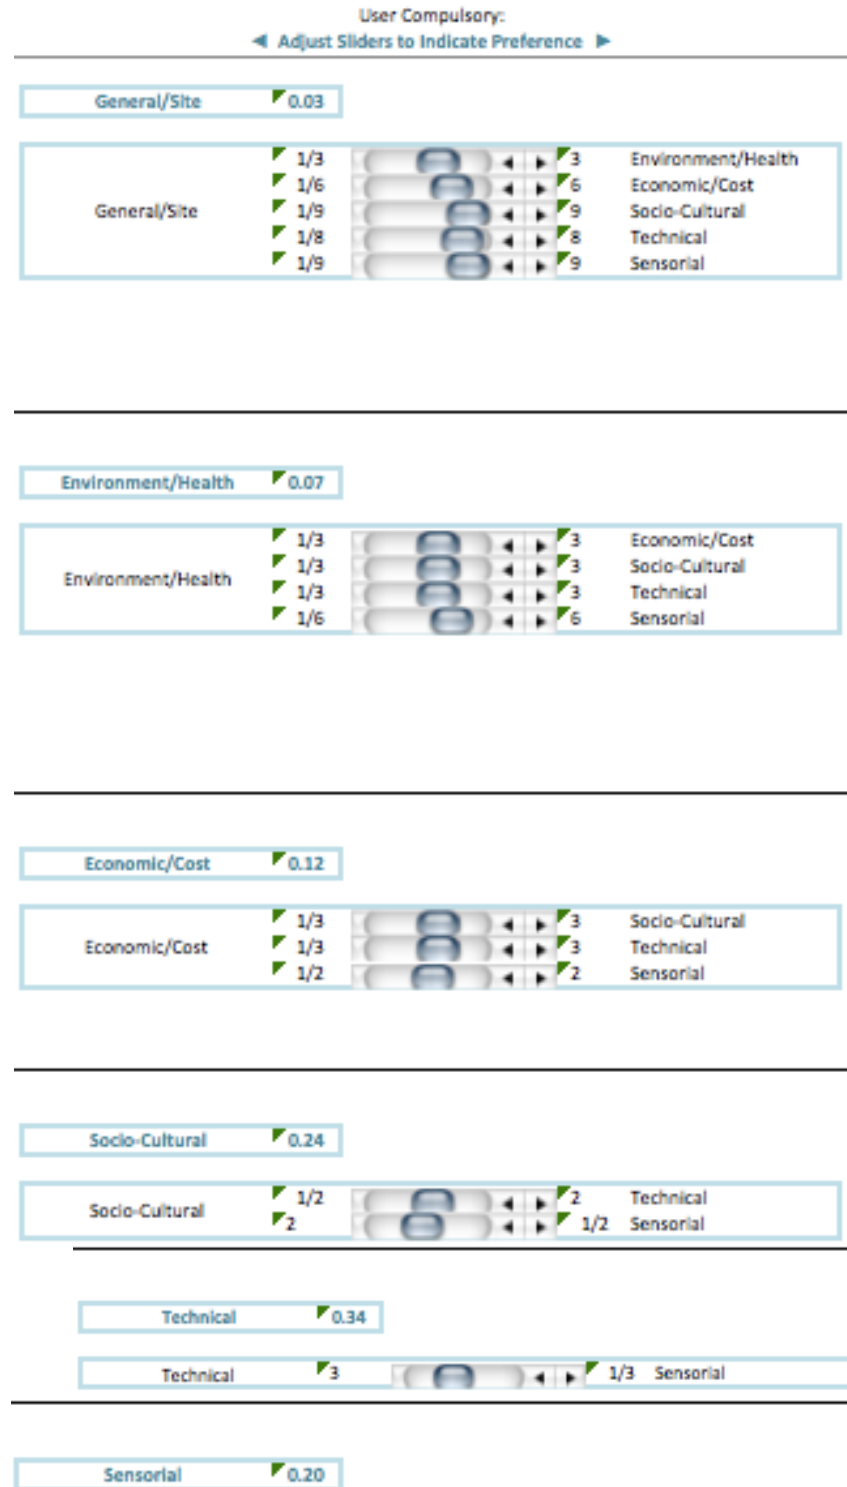 User Compulsory:
◄ Adjust Sliders to Indicate Preference ►
General/Site 0.03
1/3 3 Environment/Health
1/6 6 Economic/Cost
General/Site 1/9 9 Socio-Cultural
1/8 8 Technical
1/9 9 Sensorial
Environment/Health 0.07
1/3 3 Economic/Cost
1/3 3 Socio-Cultural
Environment/Health 1/3 3 Technical
1/6 6 Sensorial
Economic/Cost 0.12
1/3 3 Socio-Cultural
Economic/Cost 1/3 3 Technical
1/2 2 Sensorial
Socio-Cultural 0.24
1/2 2 Technical
Socio-Cultural 2 1/2 Sensorial
Technical 0.34
Technical 3 1/3 Sensorial
Sensorial 0.20